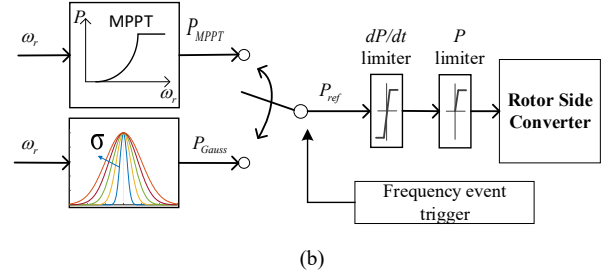 P
MPPT
ω_r
ω_r
P_MPPT
dP/dt
limiter
P
limiter
P_ref
Rotor Side
Converter
ω_r
σ
P_Gauss
Frequency event
trigger
(b)